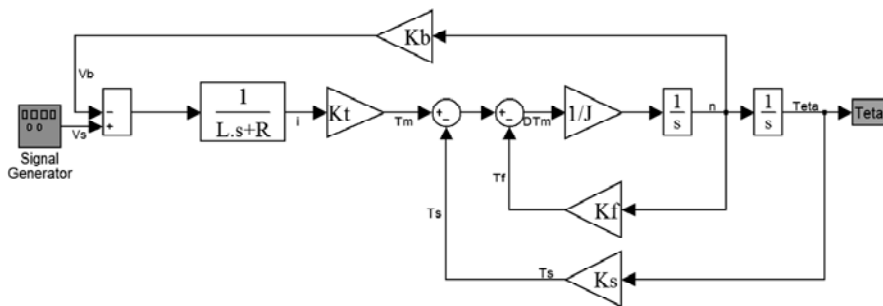 Kb
Vb
−
+
Vs
Signal
Generator
1
L.s+R
i
Kt
Tm
+
−
+
−
DTm
1/J
1
s
n
1
s
Teta
Teta
Tf
Kf
Ts
Ts
Ks